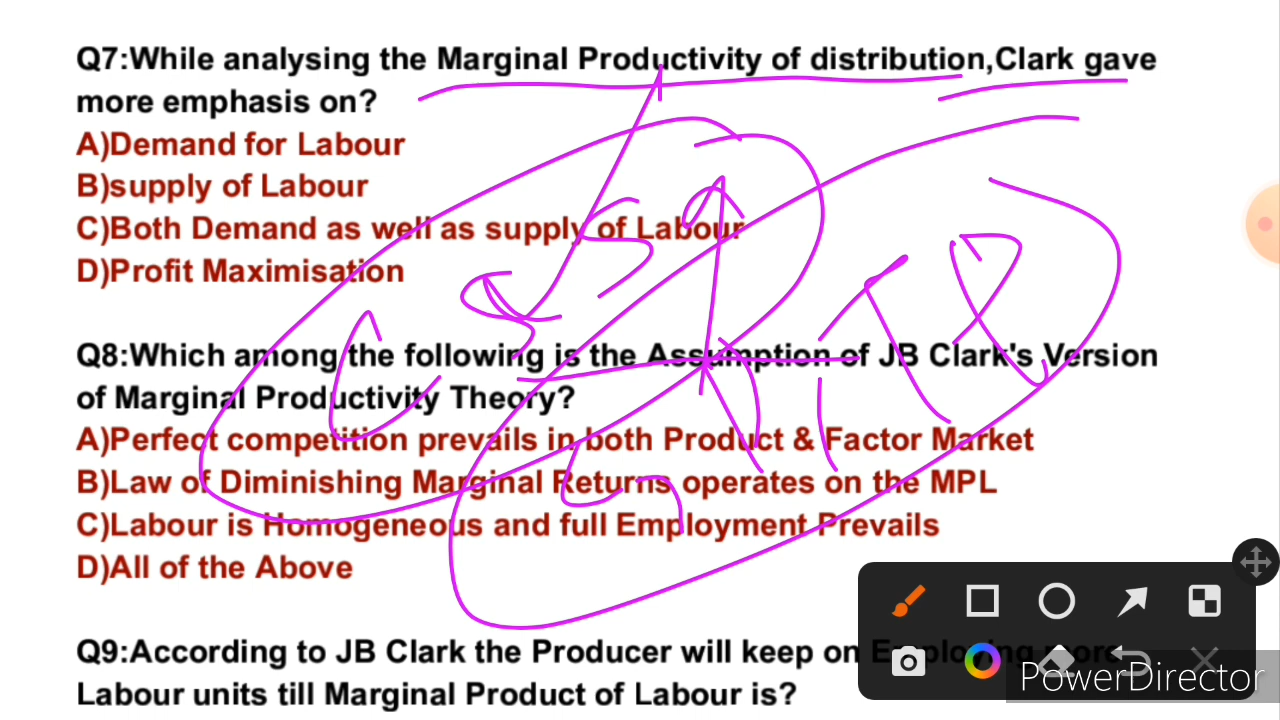 Q7:While analysing the Marginal Productivity of distribution,Clark gave
more emphasis on?
A)Demand for Labour
B)supply of Labour
C)Both Demand as well as supply of Labour
D)Profit Maximisation
Q8:Which among the following is the Assumption of JB Clark's Version
of Marginal Productivity Theory?
A)Perfect competition prevails in both Product & Factor Market
B)Law of Diminishing Marginal Returns operates on the MPL
C)Labour is Homogeneous and full Employment Prevails
D)All of the Above
Q9:According to JB Clark the Producer will keep on Employing more
Labour units till Marginal Product of Labour is?
PowerDirector